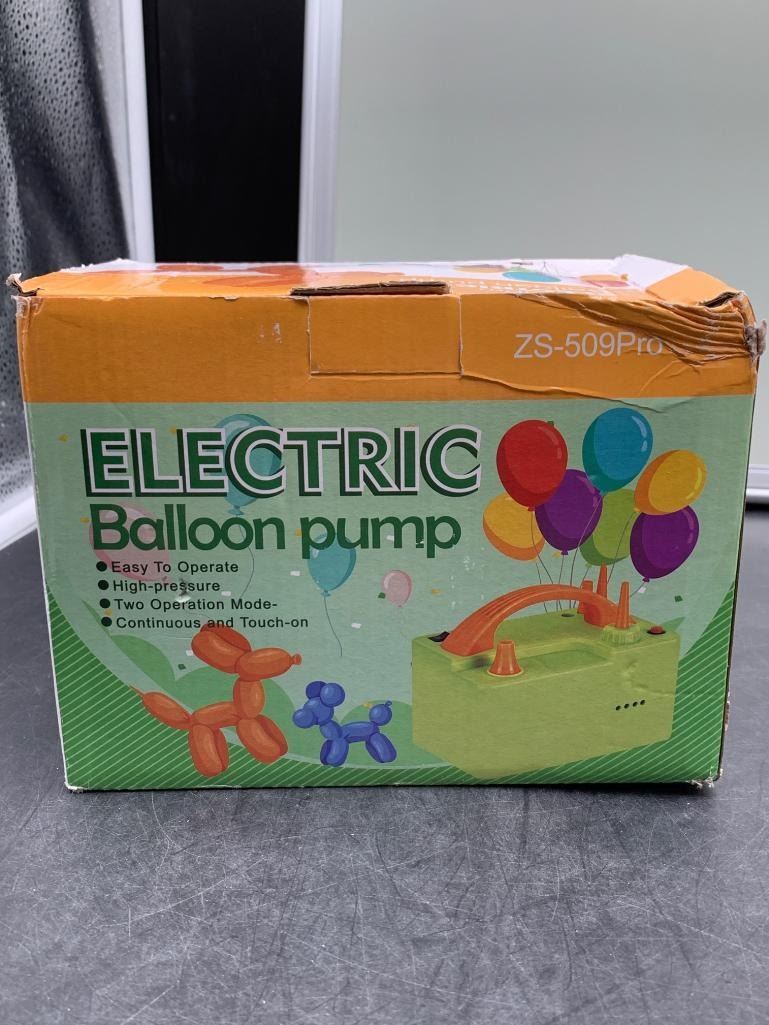 ZS-509Pro
ELECTRIC
Balloon pump
● Easy To Operate
● High-pressure
● Two Operation Mode-
● Continuous and Touch-on